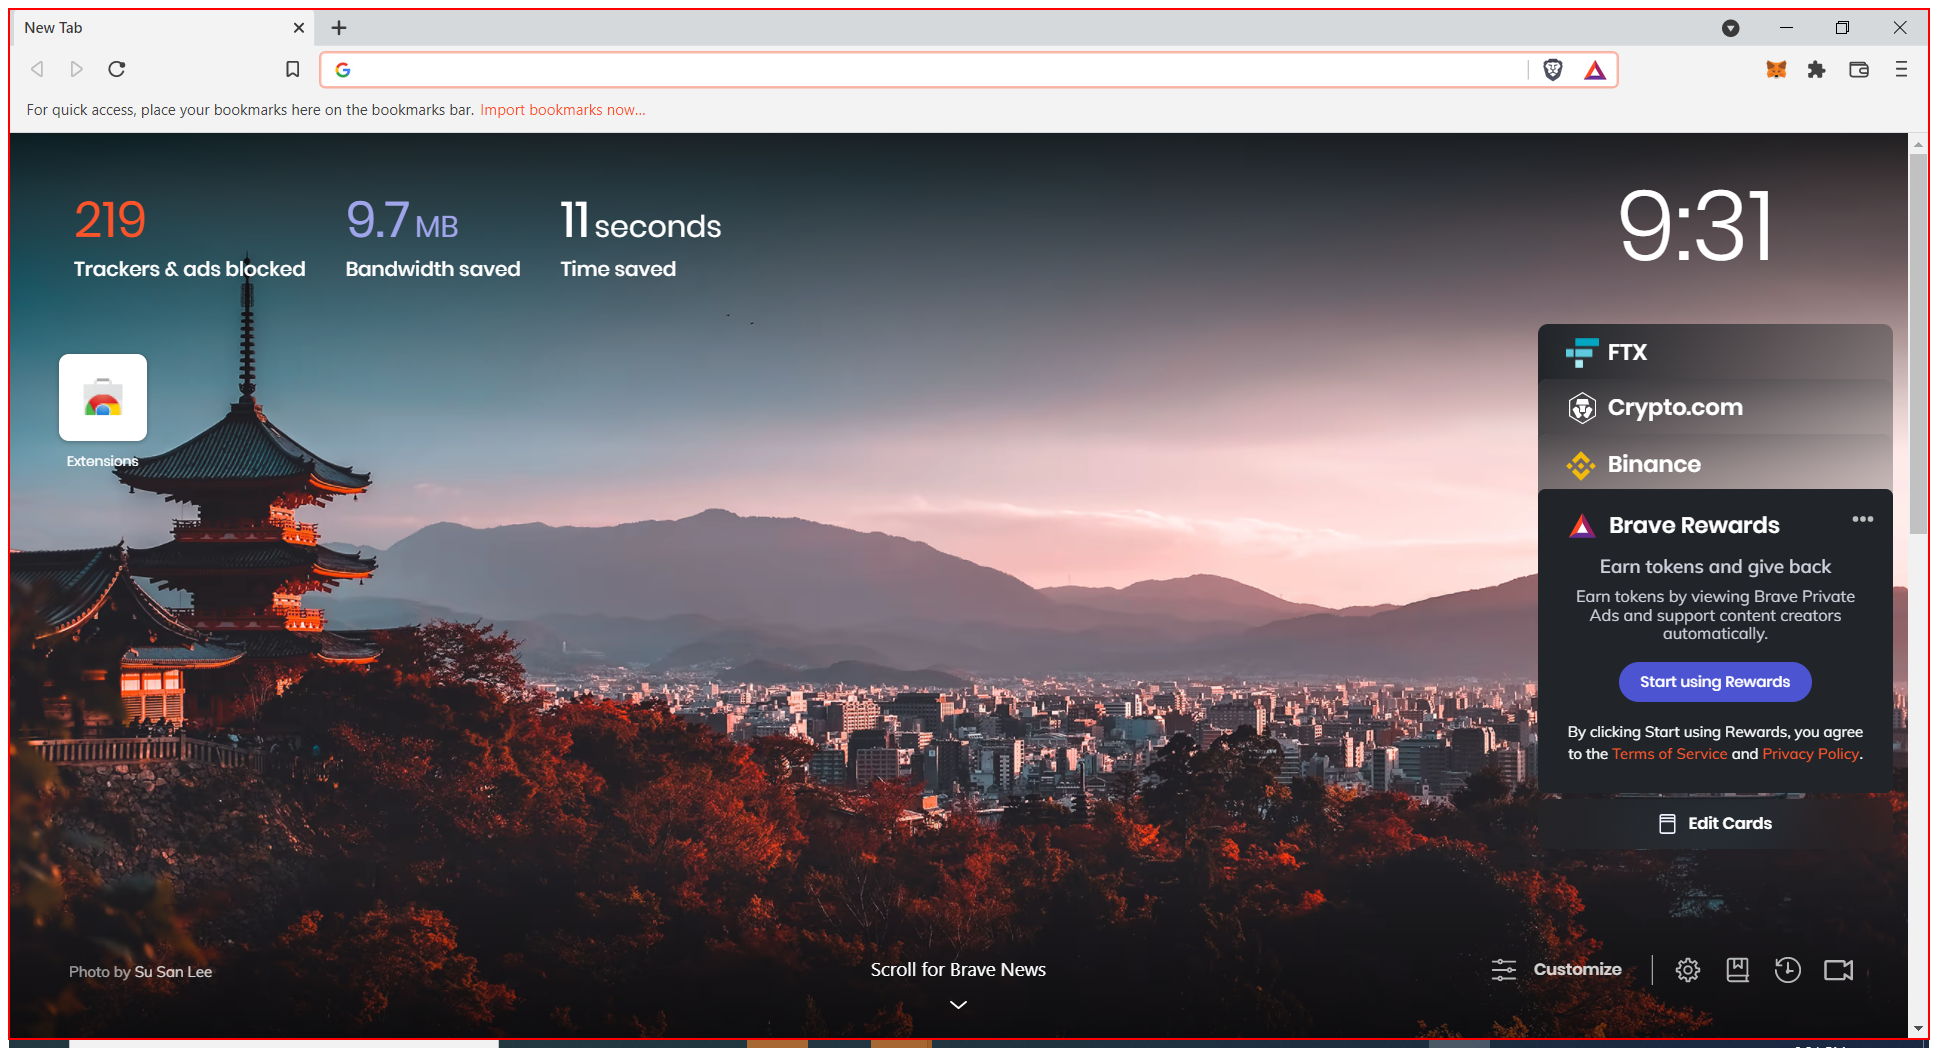 New Tab
For quick access, place your bookmarks here on the bookmarks bar. Import bookmarks now...
219
Trackers & ads blocked
9.7 MB
Bandwidth saved
11 seconds
Time saved
9:31
Extensions
FTX
Crypto.com
Binance
Brave Rewards
Earn tokens and give back
Earn tokens by viewing Brave Private
Ads and support content creators
automatically.
Start using Rewards
By clicking Start using Rewards, you agree
to the Terms of Service and Privacy Policy.
Edit Cards
Photo by Su San Lee
Scroll for Brave News
Customize